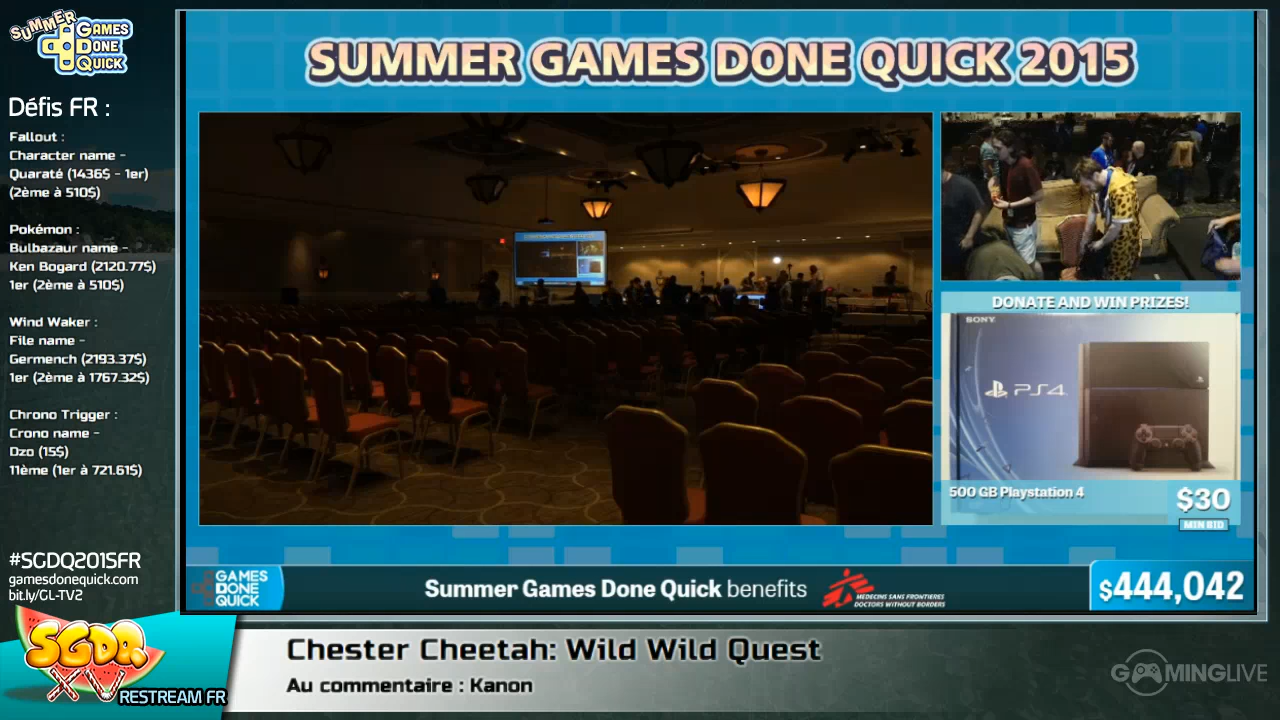 SUMMER
GAMES
DONE
QUICK
Défis FR :
Fallout :
Character name -
Quaraté (1436$ - 1er)
(2ème à 510$)
Pokémon :
Bulbazaur name -
Ken Bogard (2120.77$)
1er (2ème à 510$)
Wind Waker :
File name -
Germench (2193.37$)
1er (2ème à 1767.32$)
Chrono Trigger :
Crono name -
Dzo (15$)
11ème (1er à 721.61$)
#SGDQ2015FR
gamesdonequick.com
bit.ly/GL-TV2
SGDQ
XV
RESTREAM FR
SUMMER GAMES DONE QUICK 2015
DONATE AND WIN PRIZES!
SONY
PS4
500 GB Playstation 4
$30
MIN BID
GAMES
DONE
QUICK
Summer Games Done Quick benefits
MEDECINS SANS FRONTIERES
DOCTORS WITHOUT BORDERS
$444,042
Chester Cheetah: Wild Wild Quest
Au commentaire : Kanon
GAMINGLIVE